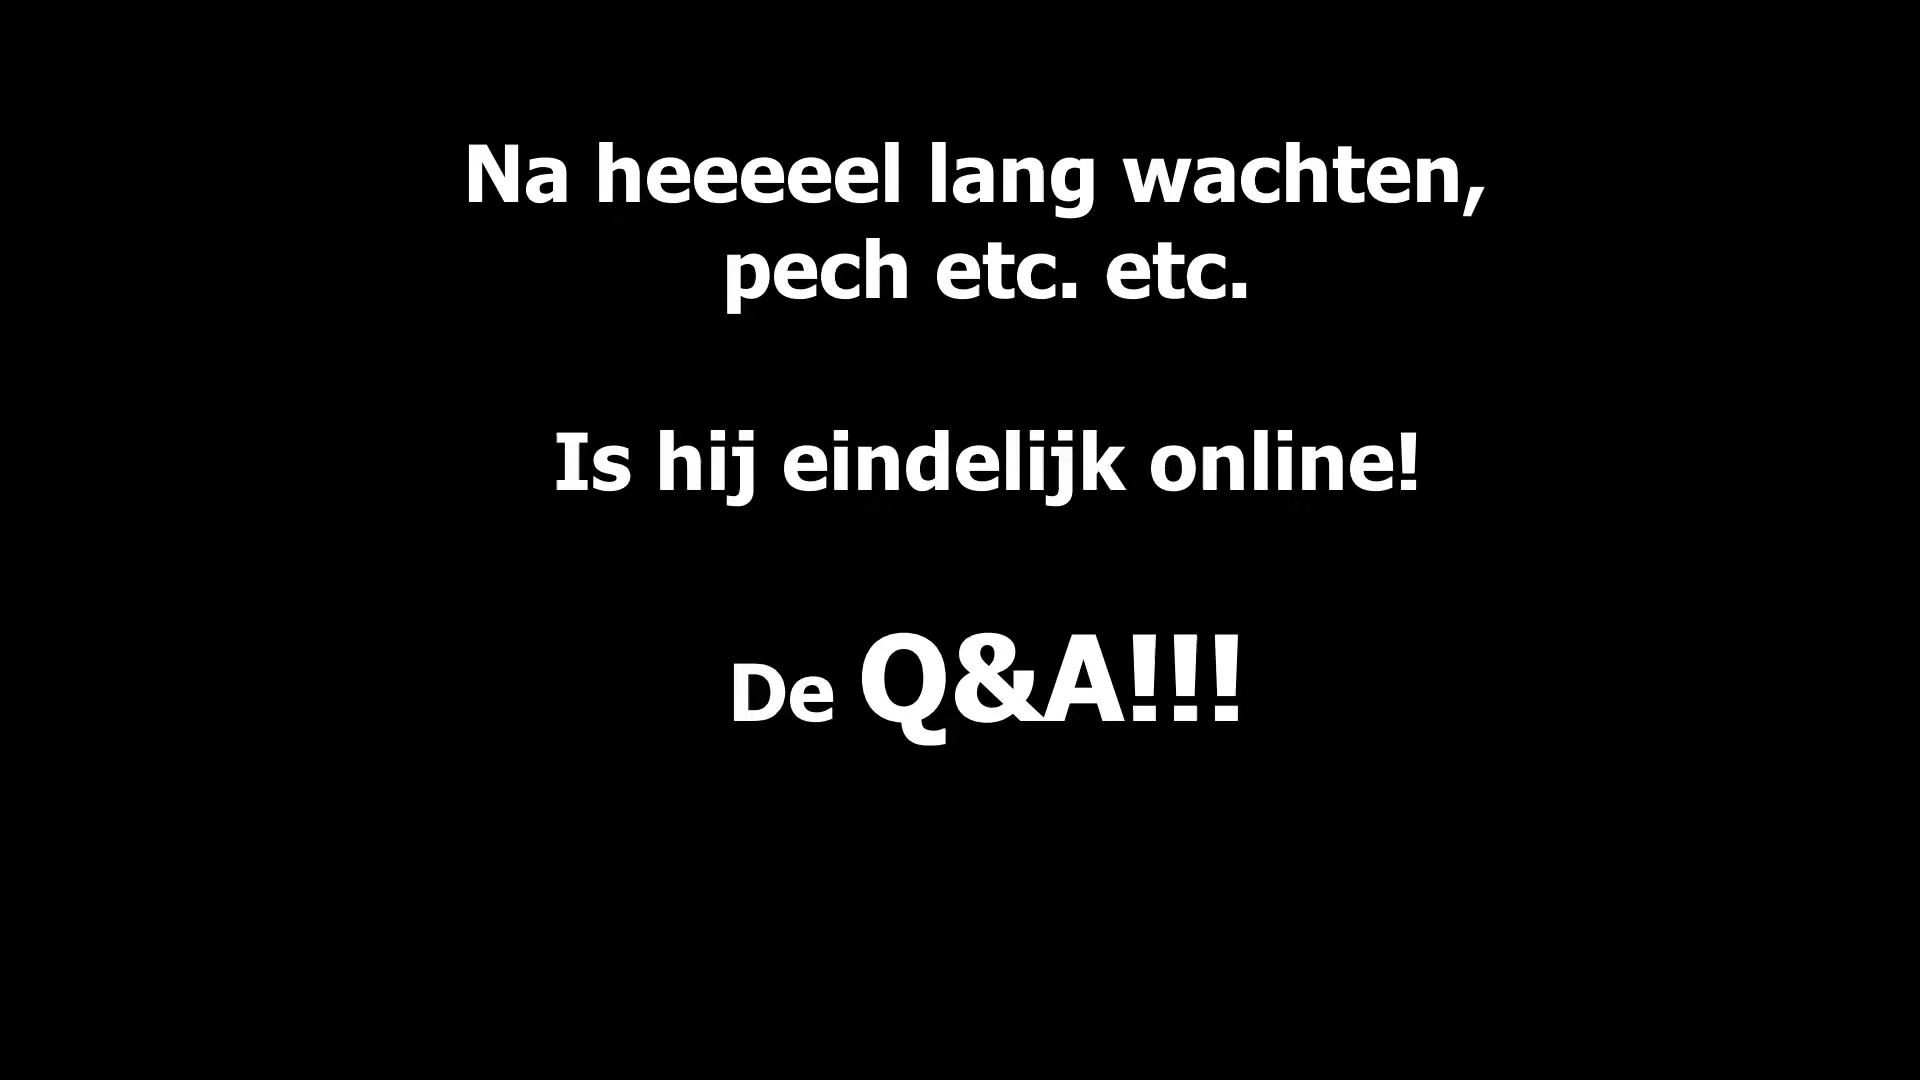 Na heeeeel lang wachten,
pech etc. etc.
Is hij eindelijk online!
De Q&A!!!